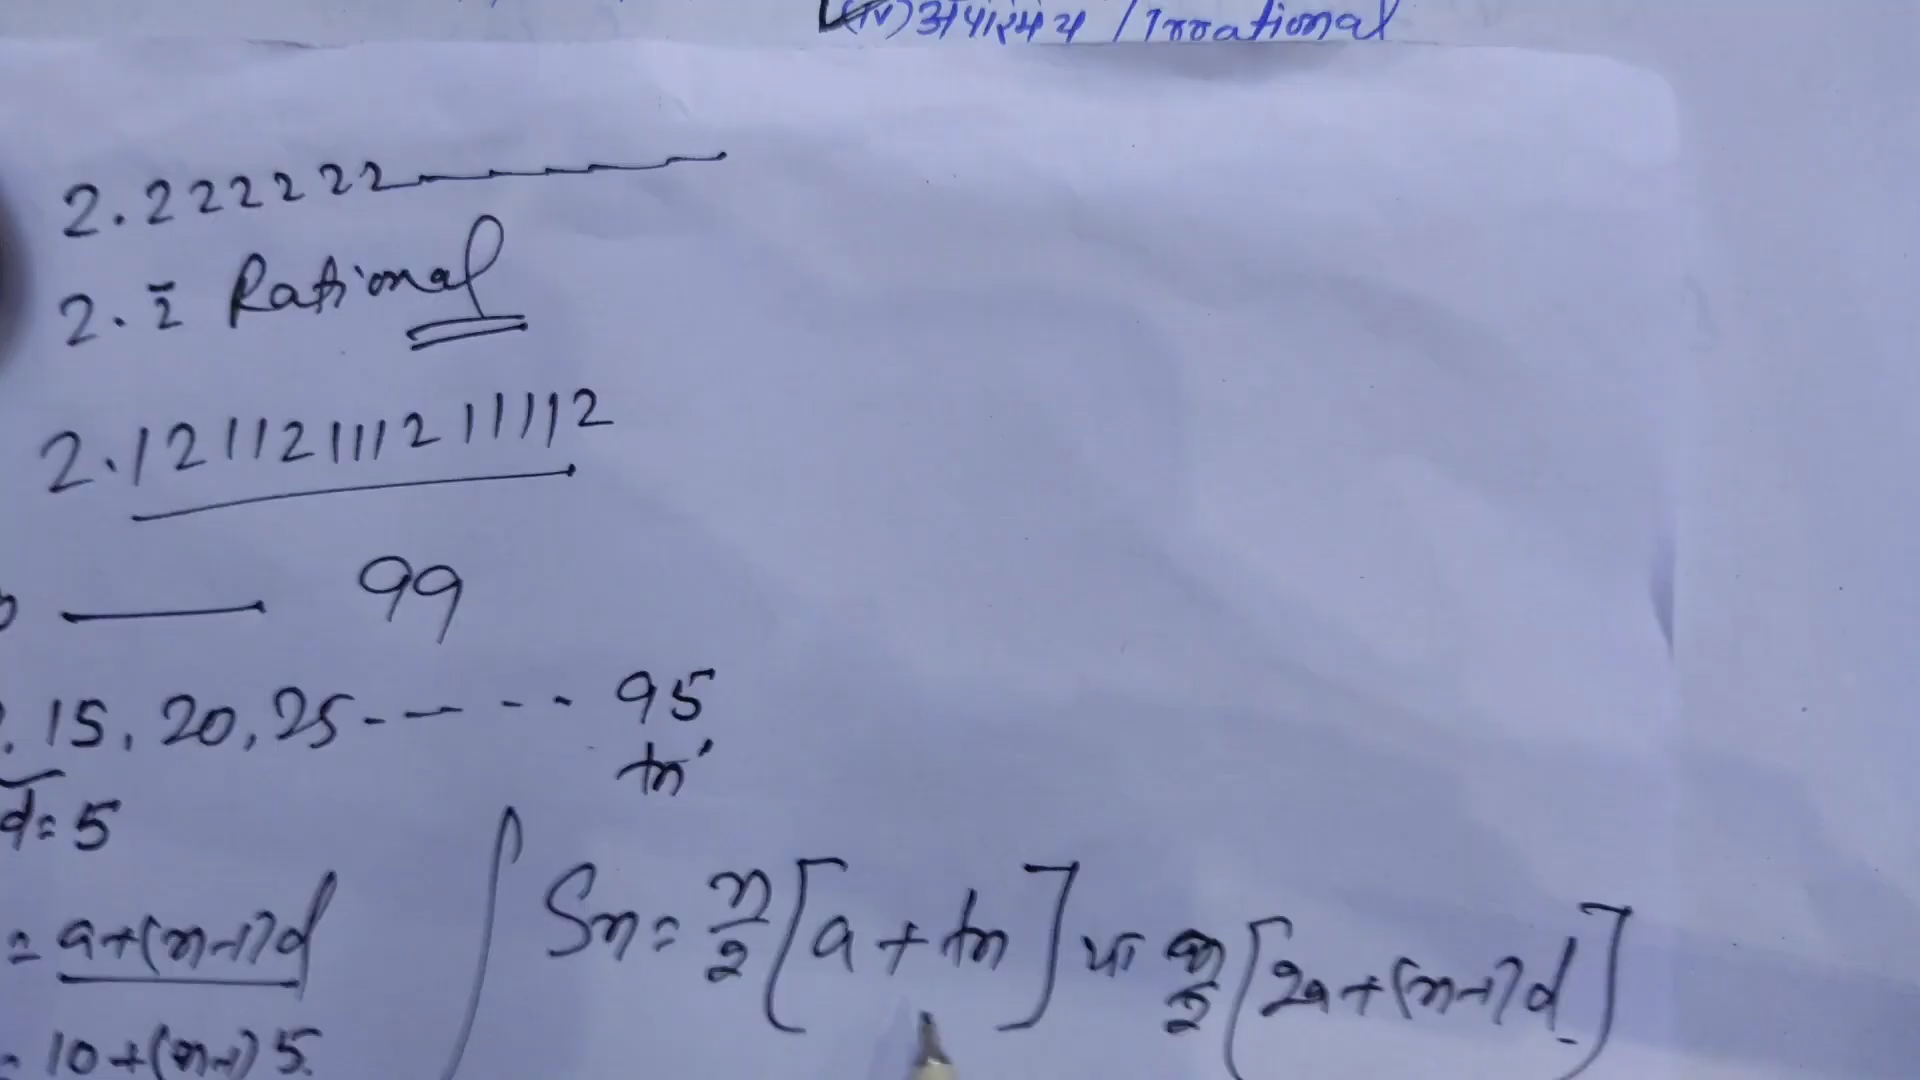 (iv) अपरिमेय / Irrational
2.222222------
2.2̅ Rational
2.12112111211112
—— 99
, 15, 20, 25 - - - - - 95
tn
d = 5
= a+(n-1)d
Sn = n/2 [a + tn] या n/2 [2a+(n-1)d]
= 10+(n-1)5